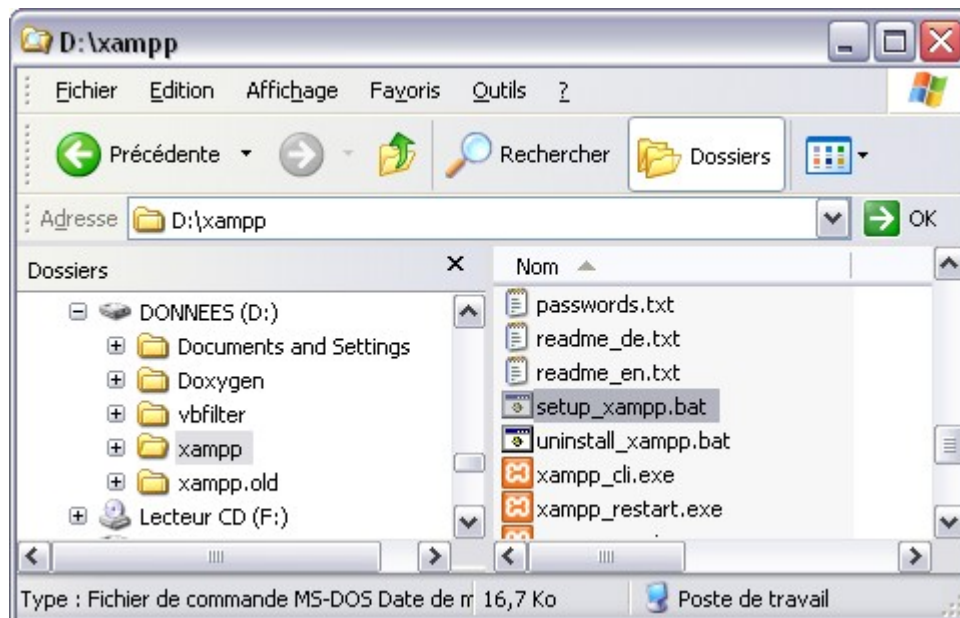 D:\xampp
Fichier Edition Affichage Favoris Outils ?
Précédente Rechercher Dossiers
Adresse D:\xampp OK
Dossiers
DONNEES (D:)
Documents and Settings
Doxygen
vbfilter
xampp
xampp.old
Lecteur CD (F:)
Nom
passwords.txt
readme_de.txt
readme_en.txt
setup_xampp.bat
uninstall_xampp.bat
xampp_cli.exe
xampp_restart.exe
Type : Fichier de commande MS-DOS Date de m 16,7 Ko Poste de travail